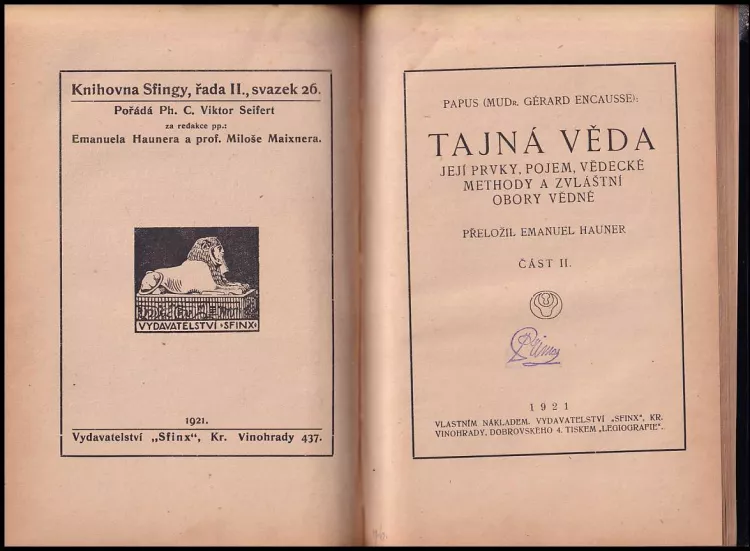 Knihovna Sfingy, řada II., svazek 26.
Pořádá Ph. C. Viktor Seifert
za redakce pp.:
Emanuela Haunera a prof. Miloše Maixnera.
VYDAVATELSTVÍ „SFINX“
1921.
Vydavatelství „Sfinx“, Kr. Vinohrady 437.
PAPUS (MUDR. GÉRARD ENCAUSSE):
TAJNÁ VĚDA
JEJÍ PRVKY, POJEM, VĚDECKÉ
METHODY A ZVLÁŠTNÍ
OBORY VĚDNÉ
PŘELOŽIL EMANUEL HAUNER
ČÁST II.
1921
VLASTNÍM NÁKLADEM. VYDAVATELSTVÍ „SFINX“, KR.
VINOHRADY, DOBROVSKÉHO 4. TISKEM „LEGIOGRAFIE“.